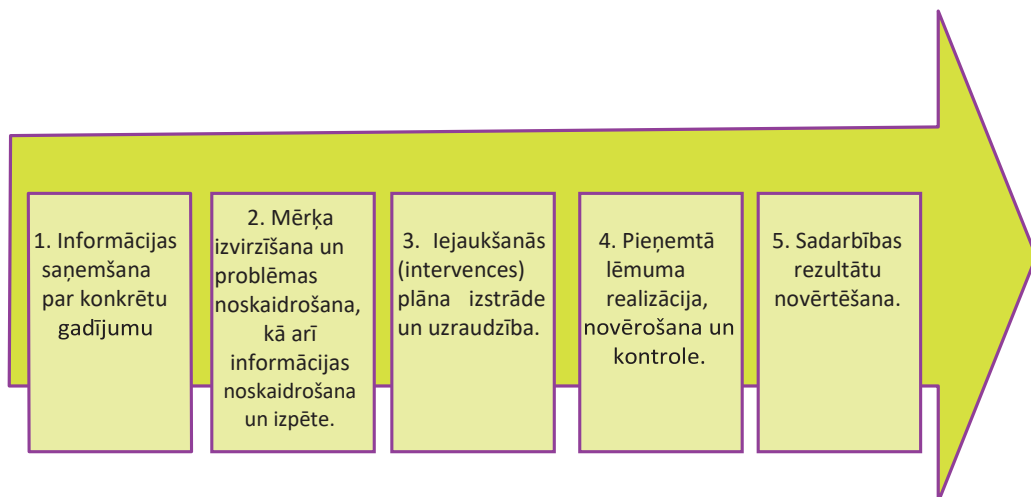 1. Informācijas
saņemšana
par konkrētu
gadījumu
2. Mērķa
izvirzīšana un
problēmas
noskaidrošana,
kā arī
informācijas
noskaidrošana
un izpēte.
3. Iejaukšanās
(intervences)
plāna izstrāde
un uzraudzība.
4. Pieņemtā
lēmuma
realizācija,
novērošana un
kontrole.
5. Sadarbības
rezultātu
novērtēšana.